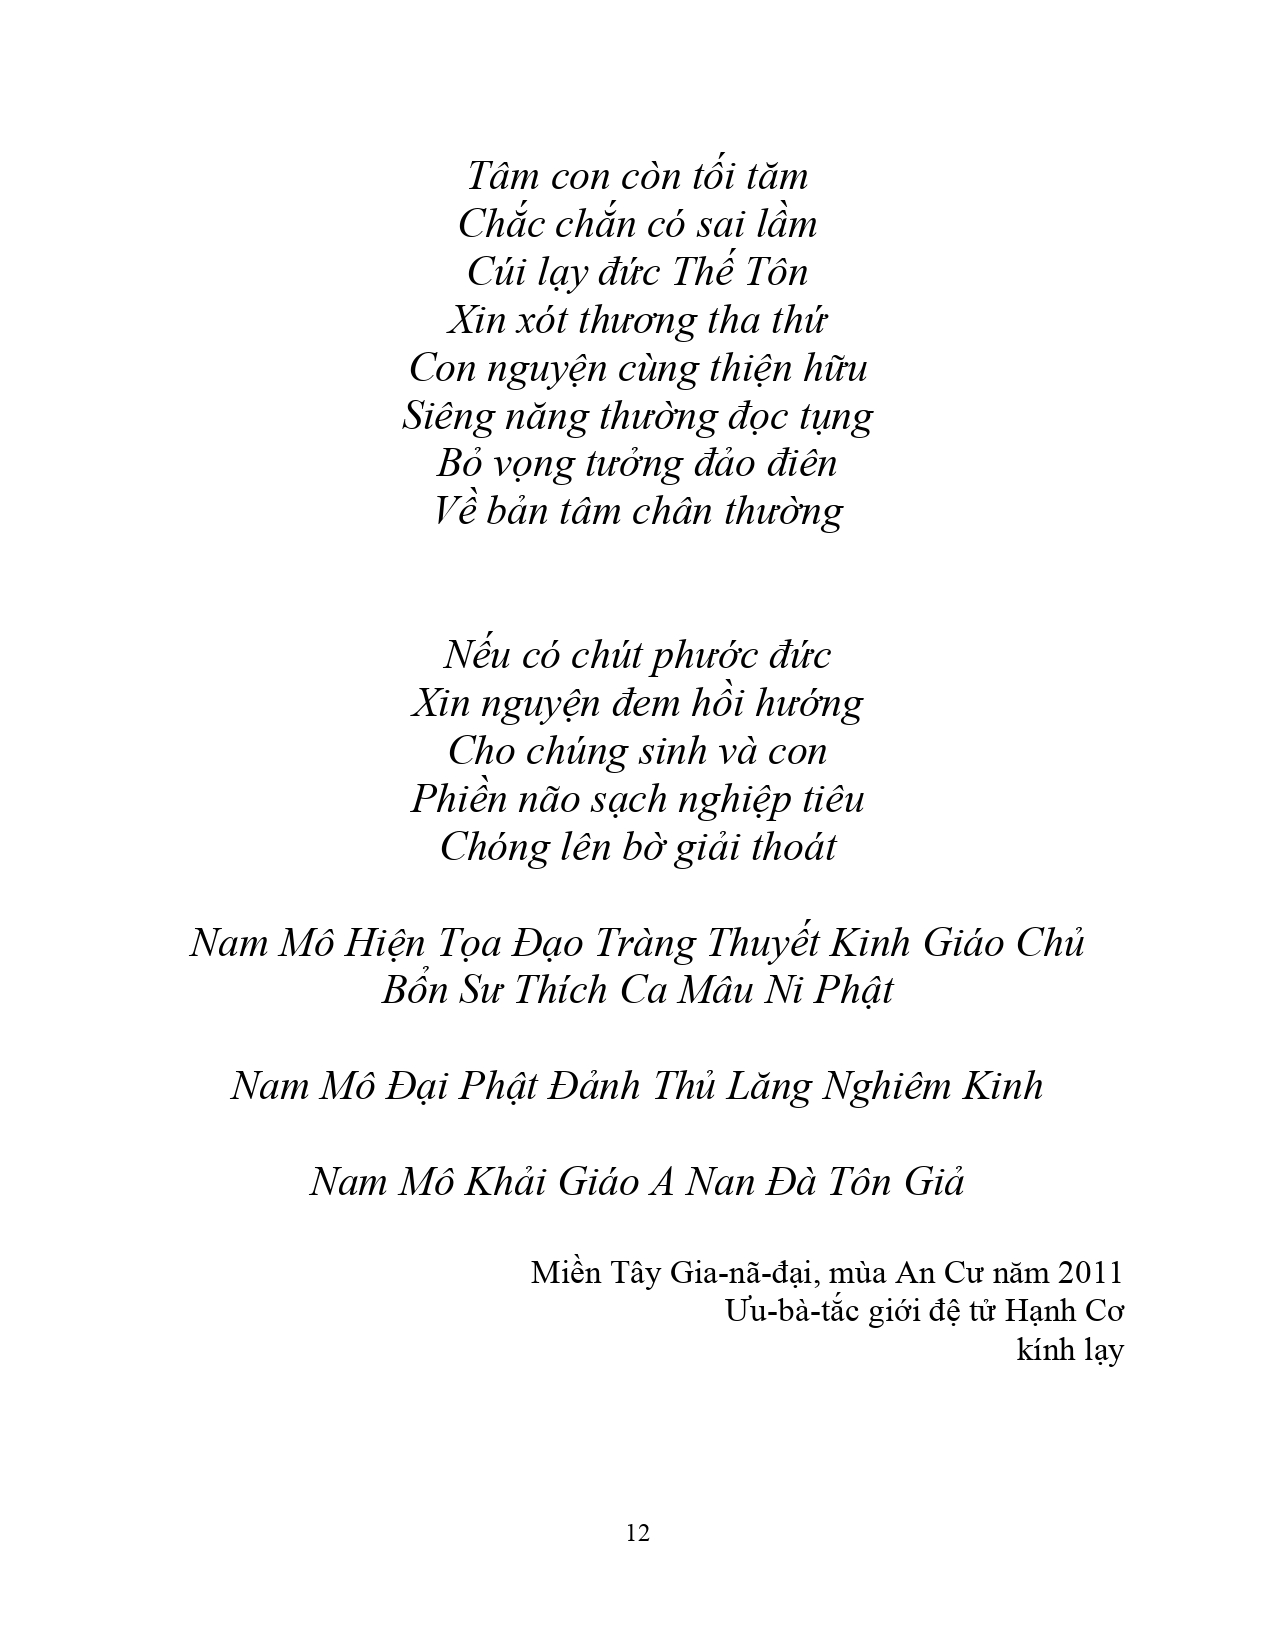 Tâm con còn tối tăm
Chắc chắn có sai lầm
Cúi lạy đức Thế Tôn
Xin xót thương tha thứ
Con nguyện cùng thiện hữu
Siêng năng thường đọc tụng
Bỏ vọng tưởng đảo điên
Về bản tâm chân thường
Nếu có chút phước đức
Xin nguyện đem hồi hướng
Cho chúng sinh và con
Phiền não sạch nghiệp tiêu
Chóng lên bờ giải thoát
Nam Mô Hiện Tọa Đạo Tràng Thuyết Kinh Giáo Chủ
Bổn Sư Thích Ca Mâu Ni Phật
Nam Mô Đại Phật Đảnh Thủ Lăng Nghiêm Kinh
Nam Mô Khải Giáo A Nan Đà Tôn Giả
Miền Tây Gia-nã-đại, mùa An Cư năm 2011
Ưu-bà-tắc giới đệ tử Hạnh Cơ
kính lạy
12